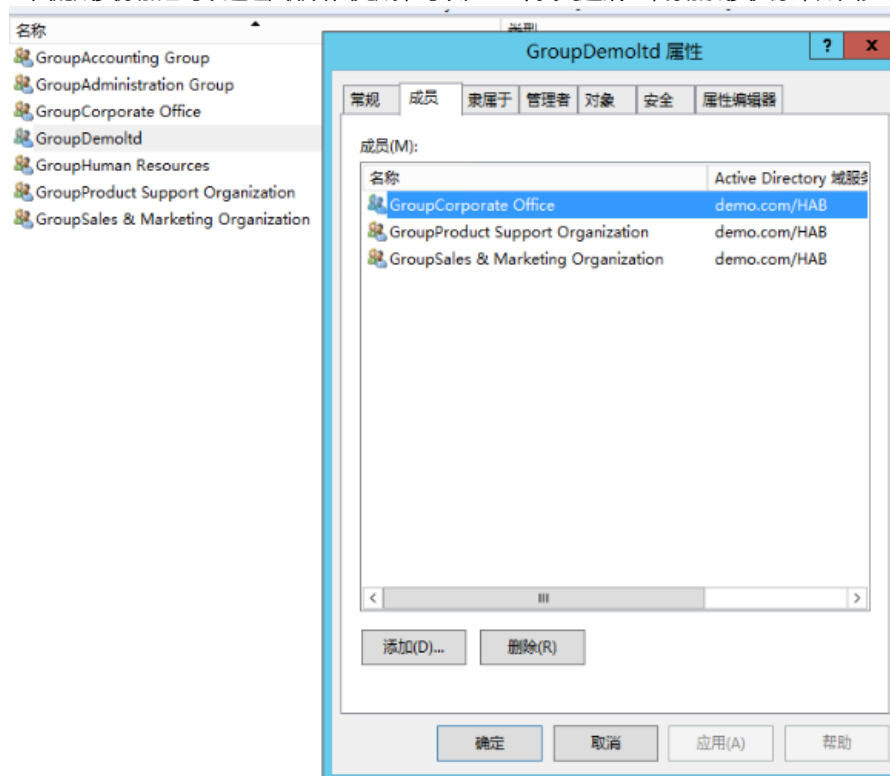 名称
类型
GroupAccounting Group
GroupAdministration Group
GroupCorporate Office
GroupDemoltd
GroupHuman Resources
GroupProduct Support Organization
GroupSales & Marketing Organization
GroupDemoltd 属性
? x
常规 成员 隶属于 管理者 对象 安全 属性编辑器
成员(M):
名称 Active Directory 域服务
GroupCorporate Office demo.com/HAB
GroupProduct Support Organization demo.com/HAB
GroupSales & Marketing Organization demo.com/HAB
添加(D)... 删除(R)
确定 取消 应用(A) 帮助